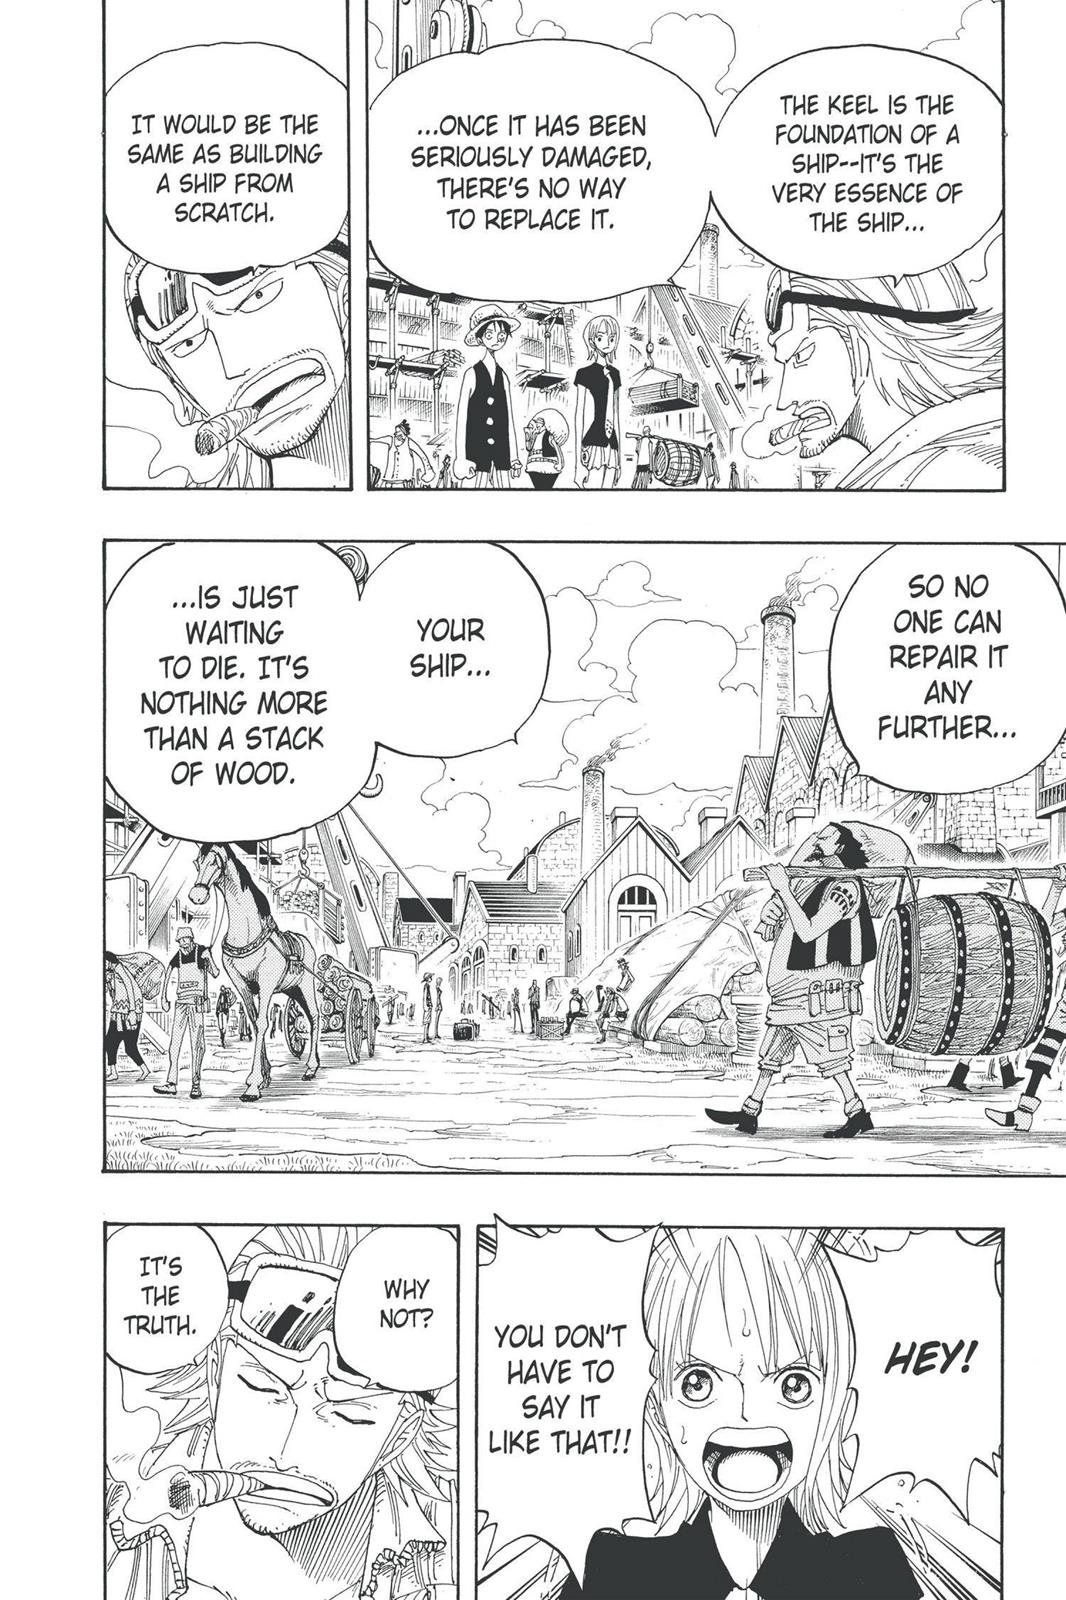 THE KEEL IS THE
FOUNDATION OF A
SHIP--IT'S THE
VERY ESSENCE OF
THE SHIP...
...ONCE IT HAS BEEN
SERIOUSLY DAMAGED,
THERE'S NO WAY
TO REPLACE IT.
IT WOULD BE THE
SAME AS BUILDING
A SHIP FROM
SCRATCH.
SO NO
ONE CAN
REPAIR IT
ANY
FURTHER...
YOUR
SHIP...
...IS JUST
WAITING
TO DIE. IT'S
NOTHING MORE
THAN A STACK
OF WOOD.
HEY!
YOU DON'T
HAVE TO
SAY IT
LIKE THAT!!
WHY
NOT?
IT'S
THE
TRUTH.